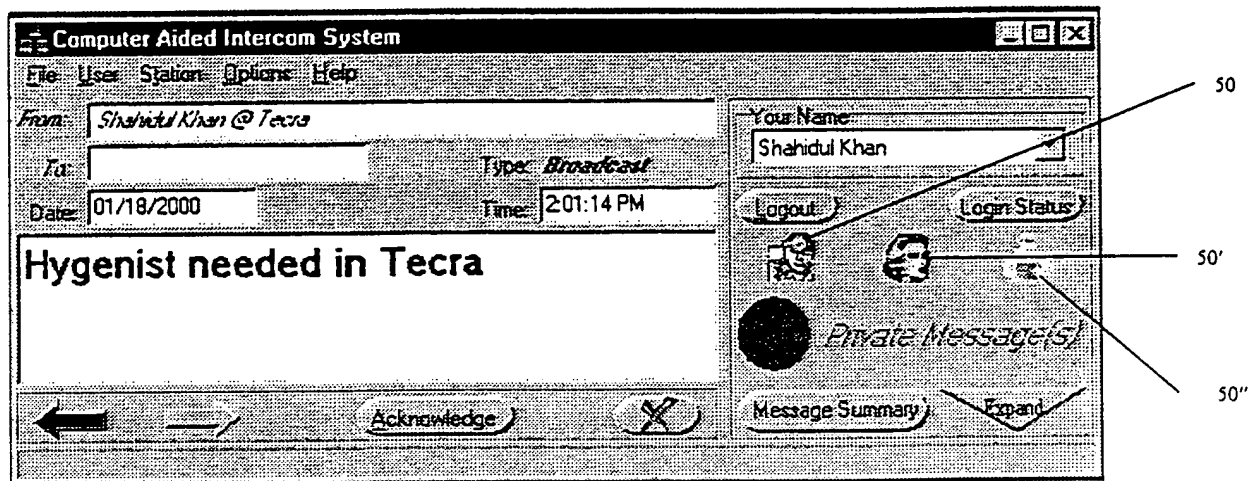 Computer Aided Intercom System
File User Station Options Help
From: Shahidul Khan @ Tecra
To:
Type: Broadcast
Date: 01/18/2000
Time: 2:01:14 PM
Hygenist needed in Tecra
Acknowledge
Your Name
Shahidul Khan
Logout
Login Status
Private Message(s)
Message Summary
Expand
50
50'
50"